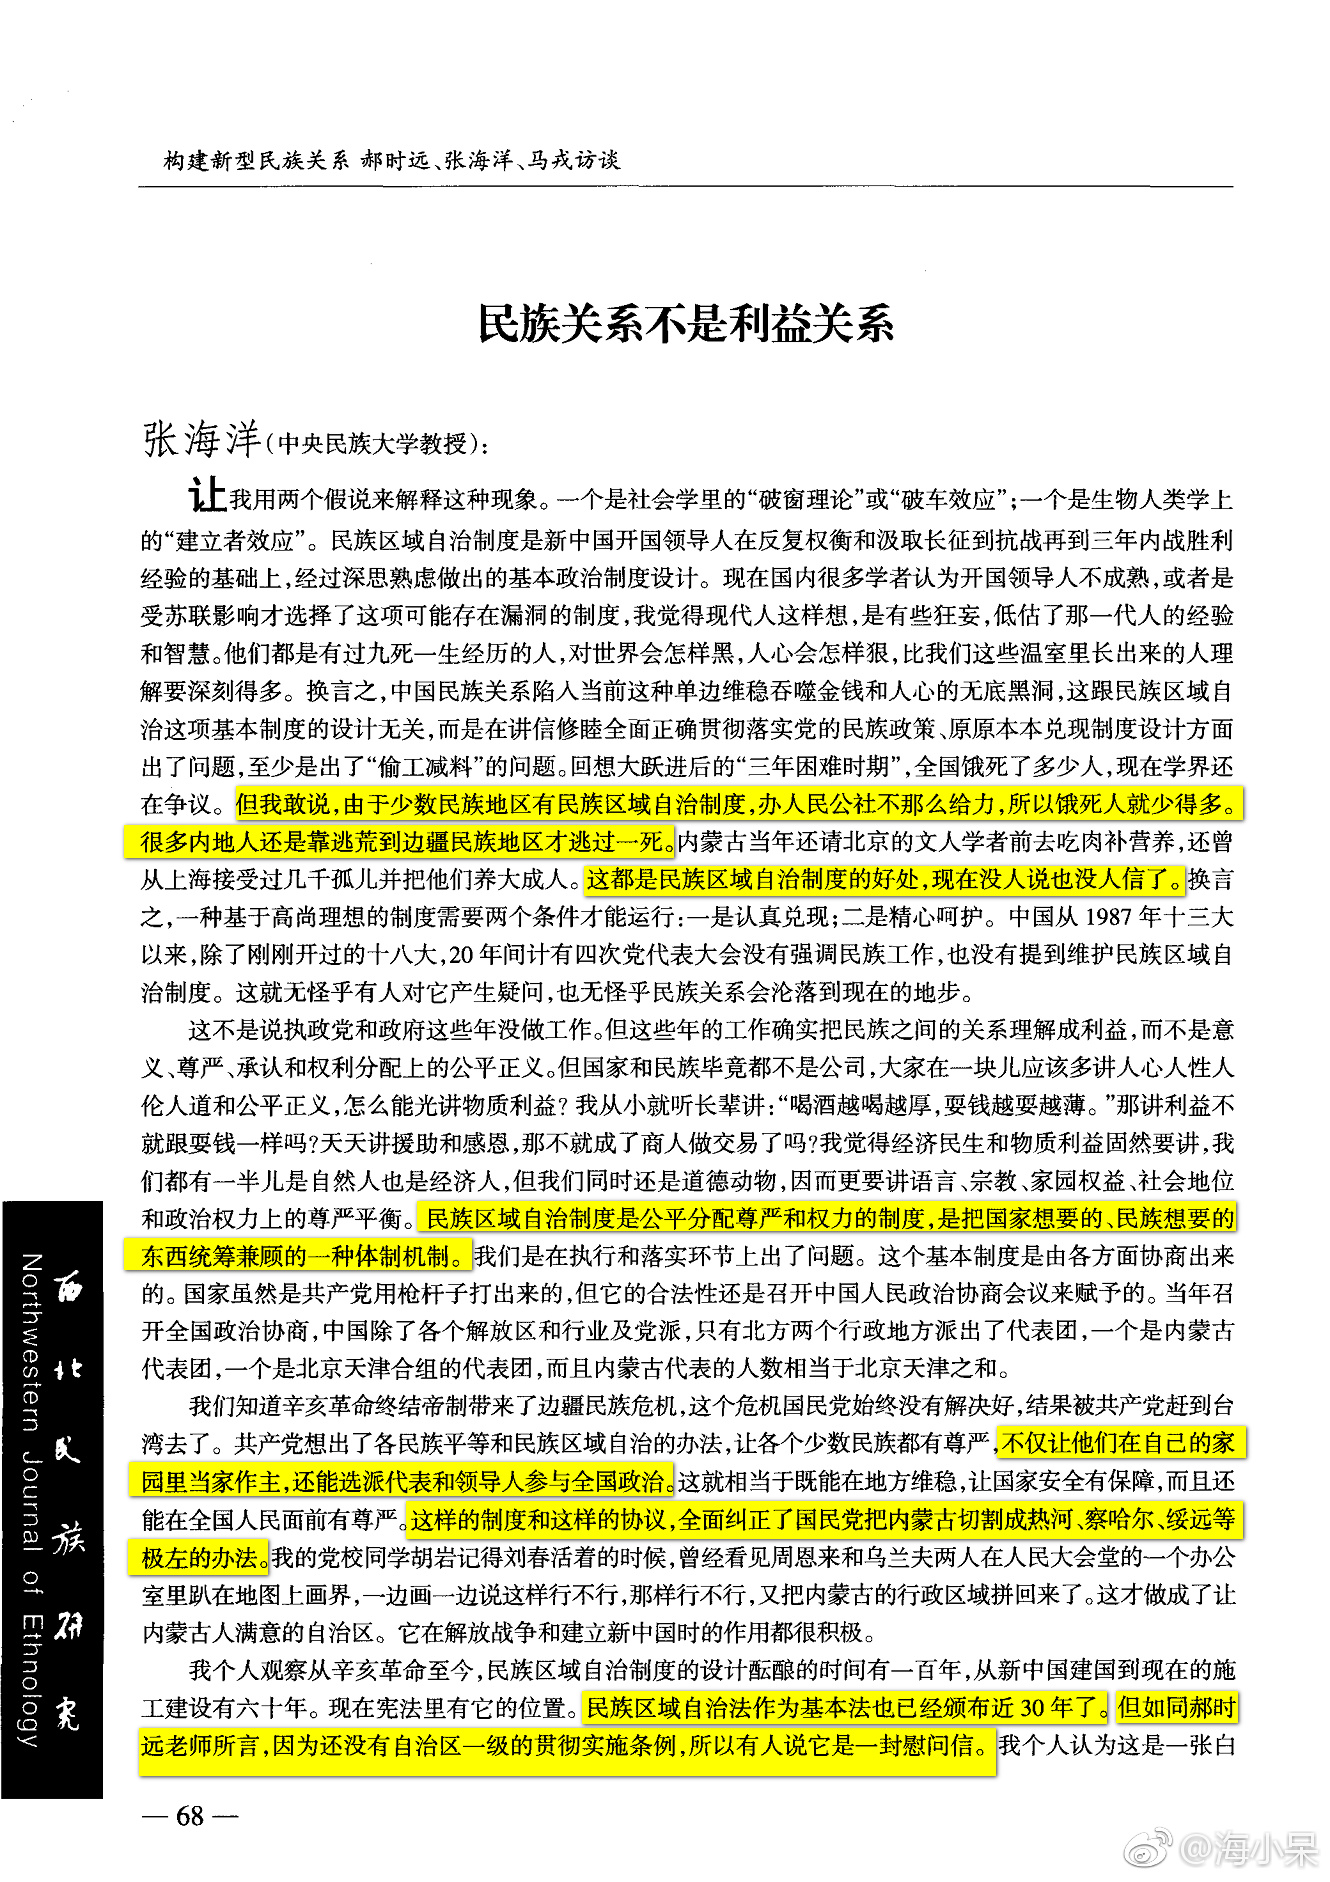 构建新型民族关系 郝时远、张海洋、马戎访谈
民族关系不是利益关系
张海洋(中央民族大学教授):
让我用两个假说来解释这种现象。一个是社会学里的“破窗理论”或“破车效应”;一个是生物人类学上
的“建立者效应”。民族区域自治制度是新中国开国领导人在反复权衡和汲取长征到抗战再到三年内战胜利
经验的基础上,经过深思熟虑做出的基本政治制度设计。现在国内很多学者认为开国领导人不成熟,或者是
受苏联影响才选择了这项可能存在漏洞的制度,我觉得现代人这样想,是有些狂妄,低估了那一代人的经验
和智慧。他们都是有过九死一生经历的人,对世界会怎样黑,人心会怎样狠,比我们这些温室里长出来的人理
解要深刻得多。换言之,中国民族关系陷入当前这种单边维稳吞噬金钱和人心的无底黑洞,这跟民族区域自
治这项基本制度的设计无关,而是在讲信修睦全面正确贯彻落实党的民族政策、原原本本兑现制度设计方面
出了问题,至少是出了“偷工减料”的问题。回想大跃进后的“三年困难时期”,全国饿死了多少人,现在学界还
在争议。但我敢说,由于少数民族地区有民族区域自治制度,办人民公社不那么给力,所以饿死人就少得多。
很多内地人还是靠逃荒到边疆民族地区才逃过一死。内蒙古当年还请北京的文人学者前去吃肉补营养,还曾
从上海接受过几千孤儿并把他们养大成人。这都是民族区域自治制度的好处,现在没人说也没人信了。换言
之,一种基于高尚理想的制度需要两个条件才能运行:一是认真兑现;二是精心呵护。中国从1987年十三大
以来,除了刚刚开过的十八大,20年间计有四次党代表大会没有强调民族工作,也没有提到维护民族区域自
治制度。这就无怪乎有人对它产生疑问,也无怪乎民族关系会沦落到现在的地步。
这不是说执政党和政府这些年没做工作。但这些年的工作确实把民族之间的关系理解成利益,而不是意
义、尊严、承认和权利分配上的公平正义。但国家和民族毕竟都不是公司,大家在一块儿应该多讲人心人性人
伦人道和公平正义,怎么能光讲物质利益?我从小就听长辈讲:“喝酒越喝越厚,耍钱越耍越薄。”那讲利益不
就跟耍钱一样吗?天天讲援助和感恩,那不就成了商人做交易了吗?我觉得经济民生和物质利益固然要讲,我
们都有一半儿是自然人也是经济人,但我们同时还是道德动物,因而更要讲语言、宗教、家园权益、社会地位
和政治权力上的尊严平衡。民族区域自治制度是公平分配尊严和权力的制度,是把国家想要的、民族想要的
东西统筹兼顾的一种体制机制。我们是在执行和落实环节上出了问题。这个基本制度是由各方面协商出来
的。国家虽然是共产党用枪杆子打出来的,但它的合法性还是召开中国人民政治协商会议来赋予的。当年召
开全国政治协商,中国除了各个解放区和行业及党派,只有北方两个行政地方派出了代表团,一个是内蒙古
代表团,一个是北京天津合组的代表团,而且内蒙古代表的人数相当于北京天津之和。
我们知道辛亥革命终结帝制带来了边疆民族危机,这个危机国民党始终没有解决好,结果被共产党赶到台
湾去了。共产党想出了各民族平等和民族区域自治的办法,让各个少数民族都有尊严,不仅让他们在自己的家
园里当家作主,还能选派代表和领导人参与全国政治。这就相当于既能在地方维稳,让国家安全有保障,而且还
能在全国人民面前有尊严。这样的制度和这样的协议,全面纠正了国民党把内蒙古切割成热河、察哈尔、绥远等
极左的办法。我的党校同学胡岩记得刘春活着的时候,曾经看见周恩来和乌兰夫两人在人民大会堂的一个办公
室里趴在地图上画界,一边画一边说这样行不行,那样行不行,又把内蒙古的行政区域拼回来了。这才做成了让
内蒙古人满意的自治区。它在解放战争和建立新中国时的作用都很积极。
我个人观察从辛亥革命至今,民族区域自治制度的设计酝酿的时间有一百年,从新中国建国到现在的施
工建设有六十年。现在宪法里有它的位置。民族区域自治法作为基本法也已经颁布近30年了。但如同郝时
远老师所言,因为还没有自治区一级的贯彻实施条例,所以有人说它是一封慰问信。我个人认为这是一张白
西北民族研究
Northwestern Journal of Ethnology
— 68 —
@海小呆